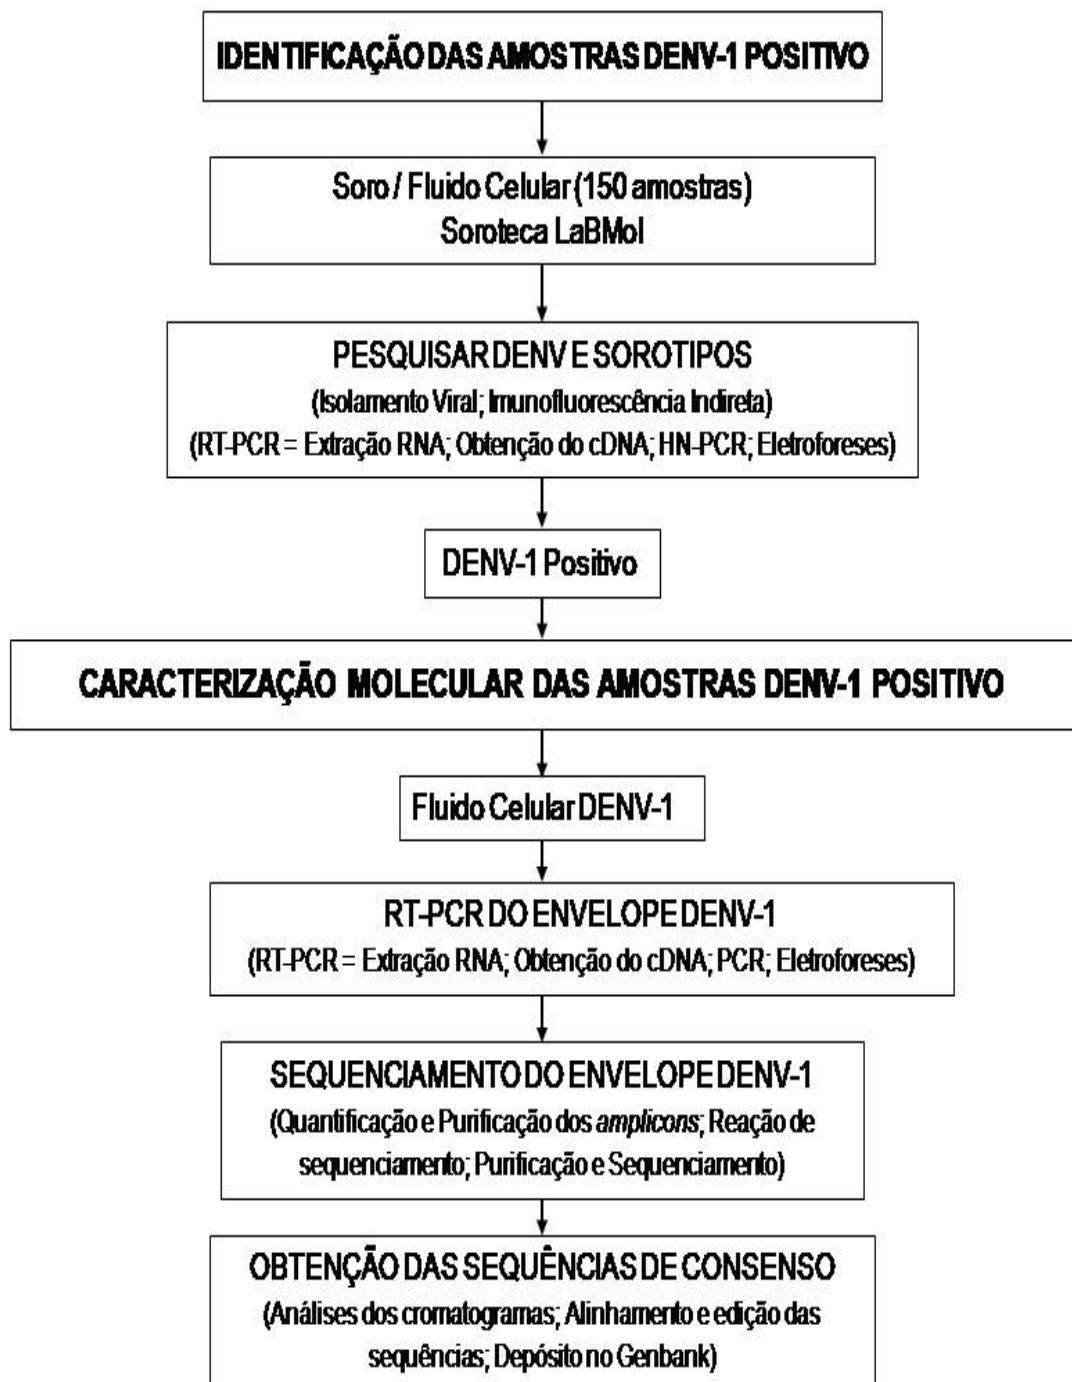 IDENTIFICAÇÃO DAS AMOSTRAS DENV-1 POSITIVO
Soro / Fluido Celular (150 amostras)
Soroteca LaBMol
PESQUISAR DENV E SOROTIPOS
(Isolamento Viral; Imunofluorescência Indireta)
(RT-PCR = Extração RNA; Obtenção do cDNA; HN-PCR; Eletroforeses)
DENV-1 Positivo
CARACTERIZAÇÃO MOLECULAR DAS AMOSTRAS DENV-1 POSITIVO
Fluido Celular DENV-1
RT-PCR DO ENVELOPE DENV-1
(RT-PCR = Extração RNA; Obtenção do cDNA; PCR; Eletroforeses)
SEQUENCIAMENTO DO ENVELOPE DENV-1
(Quantificação e Purificação dos amplicons; Reação de
sequenciamento; Purificação e Sequenciamento)
OBTENÇÃO DAS SEQUÊNCIAS DE CONSENSO
(Análises dos cromatogramas; Alinhamento e edição das
sequências; Depósito no Genbank)